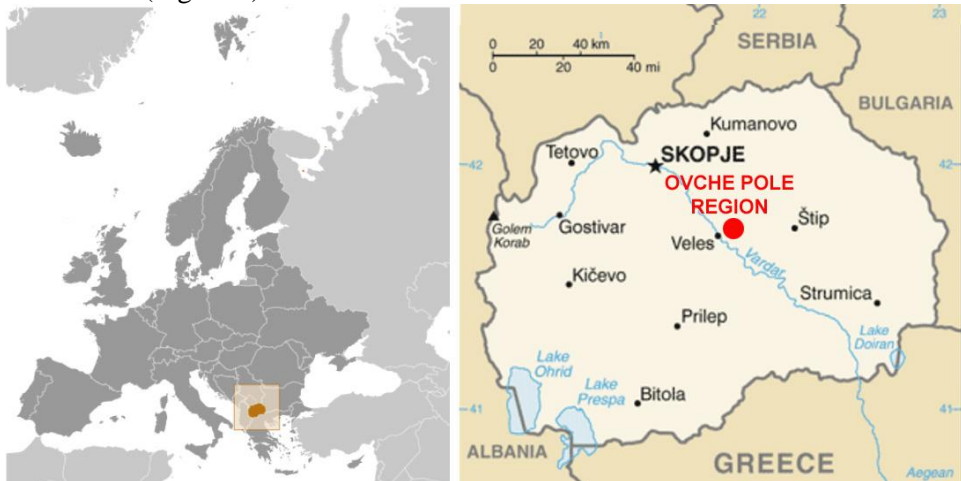 22
23
SERBIA
0 20 40 km
0 20 40 mi
BULGARIA
Kumanovo
SKOPJE
Tetovo
42
42
OVCHE POLE
REGION
Golem
Korab
Gostivar
Štip
Veles
Vardar
Kičevo
Strumica
Prilep
Lake
Doiran
Lake
Ohrid
Lake
Prespa
Bitola
41
41
ALBANIA
GREECE
Aegean